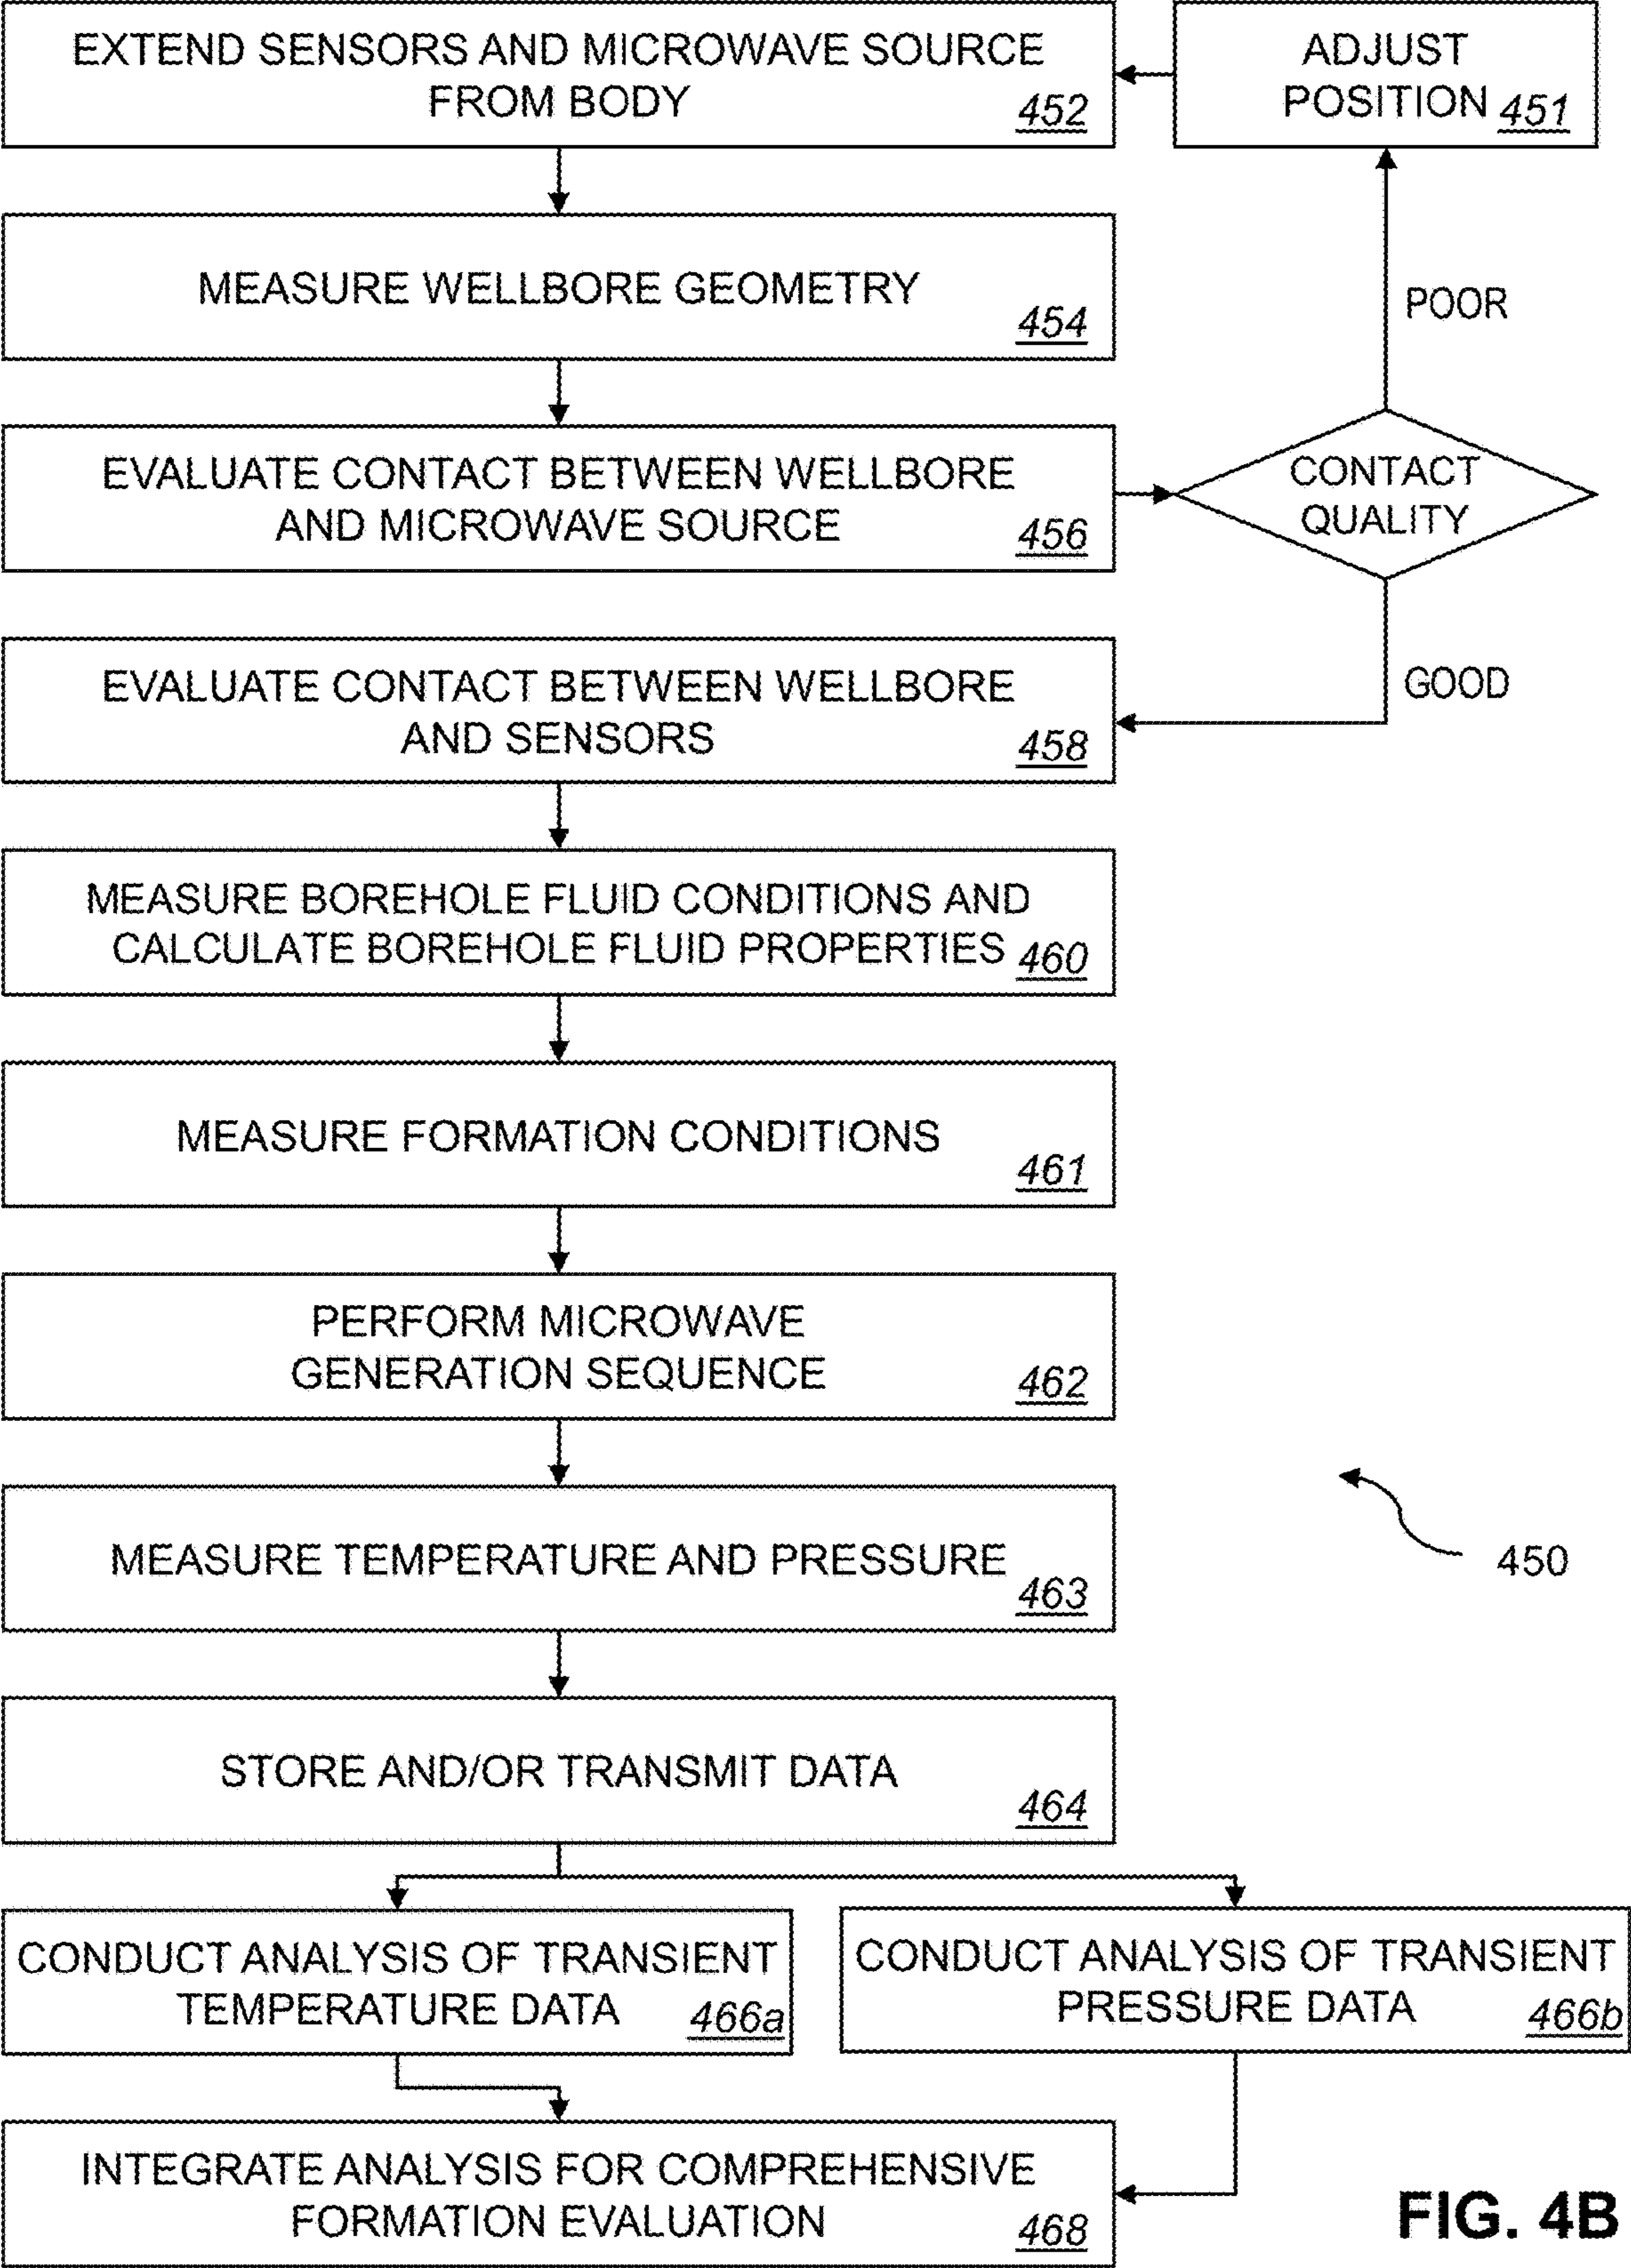 EXTEND SENSORS AND MICROWAVE SOURCE
FROM BODY
452
ADJUST
POSITION
451
MEASURE WELLBORE GEOMETRY
454
POOR
EVALUATE CONTACT BETWEEN WELLBORE
AND MICROWAVE SOURCE
456
CONTACT
QUALITY
GOOD
EVALUATE CONTACT BETWEEN WELLBORE
AND SENSORS
458
MEASURE BOREHOLE FLUID CONDITIONS AND
CALCULATE BOREHOLE FLUID PROPERTIES
460
MEASURE FORMATION CONDITIONS
461
PERFORM MICROWAVE
GENERATION SEQUENCE
462
MEASURE TEMPERATURE AND PRESSURE
463
450
STORE AND/OR TRANSMIT DATA
464
CONDUCT ANALYSIS OF TRANSIENT
TEMPERATURE DATA
466a
CONDUCT ANALYSIS OF TRANSIENT
PRESSURE DATA
466b
INTEGRATE ANALYSIS FOR COMPREHENSIVE
FORMATION EVALUATION
468
FIG. 4B